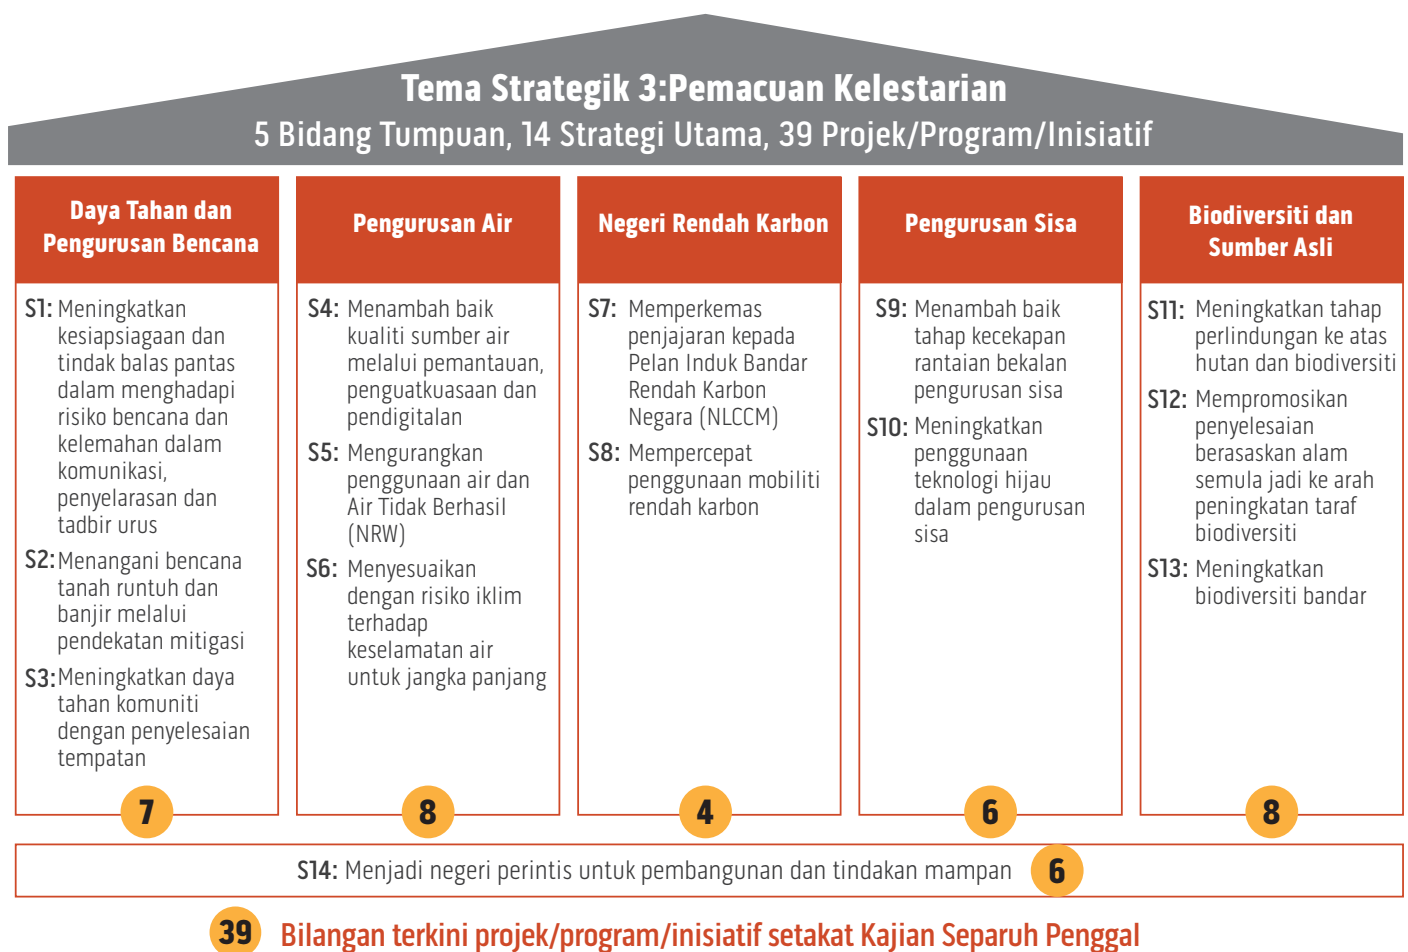 Tema Strategik 3:Pemacuan Kelestarian
5 Bidang Tumpuan, 14 Strategi Utama, 39 Projek/Program/Inisiatif
Daya Tahan dan
Pengurusan Bencana
S1: Meningkatkan
kesiapsiagaan dan
tindak balas pantas
dalam menghadapi
risiko bencana dan
kelemahan dalam
komunikasi,
penyelarasan dan
tadbir urus
S2: Menangani bencana
tanah runtuh dan
banjir melalui
pendekatan mitigasi
S3: Meningkatkan daya
tahan komuniti
dengan penyelesaian
tempatan
7
Pengurusan Air
S4: Menambah baik
kualiti sumber air
melalui pemantauan,
penguatkuasaan dan
pendigitalan
S5: Mengurangkan
penggunaan air dan
Air Tidak Berhasil
(NRW)
S6: Menyesuaikan
dengan risiko iklim
terhadap
keselamatan air
untuk jangka panjang
8
Negeri Rendah Karbon
S7: Memperkemas
penjajaran kepada
Pelan Induk Bandar
Rendah Karbon
Negara (NLCCM)
S8: Mempercepat
penggunaan mobiliti
rendah karbon
4
Pengurusan Sisa
S9: Menambah baik
tahap kecekapan
rantaian bekalan
pengurusan sisa
S10: Meningkatkan
penggunaan
teknologi hijau
dalam pengurusan
sisa
6
Biodiversiti dan
Sumber Asli
S11: Meningkatkan tahap
perlindungan ke atas
hutan dan biodiversiti
S12: Mempromosikan
penyelesaian
berasaskan alam
semula jadi ke arah
peningkatan taraf
biodiversiti
S13: Meningkatkan
biodiversiti bandar
8
S14: Menjadi negeri perintis untuk pembangunan dan tindakan mampan 6
39 Bilangan terkini projek/program/inisiatif setakat Kajian Separuh Penggal